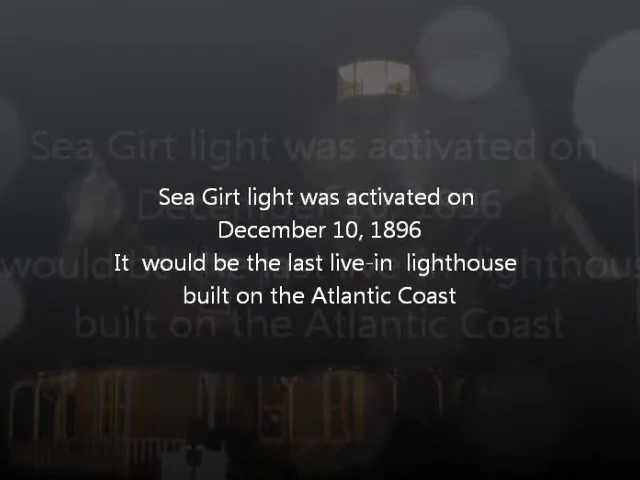 Sea Girt light was activated on
December 10, 1896
It  would be the last live-in  lighthouse
built on the Atlantic Coast